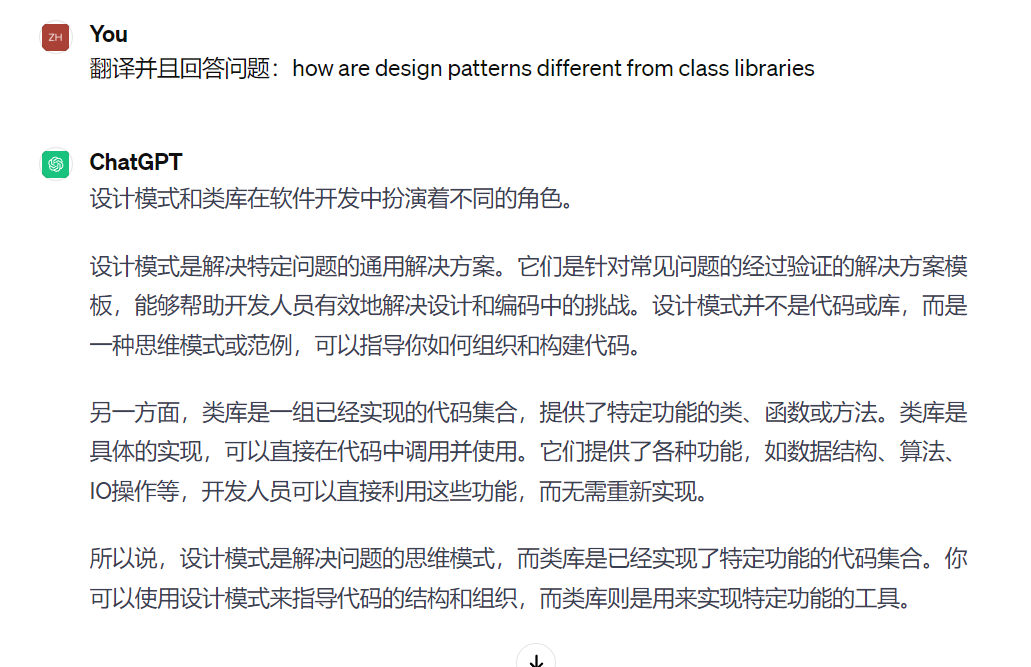 ZH
You
翻译并且回答问题：how are design patterns different from class libraries
ChatGPT
设计模式和类库在软件开发中扮演着不同的角色。
设计模式是解决特定问题的通用解决方案。它们是针对常见问题的经过验证的解决方案模
板，能够帮助开发人员有效地解决设计和编码中的挑战。设计模式并不是代码或库，而是
一种思维模式或范例，可以指导你如何组织和构建代码。
另一方面，类库是一组已经实现的代码集合，提供了特定功能的类、函数或方法。类库是
具体的实现，可以直接在代码中调用并使用。它们提供了各种功能，如数据结构、算法、
IO操作等，开发人员可以直接利用这些功能，而无需重新实现。
所以说，设计模式是解决问题的思维模式，而类库是已经实现了特定功能的代码集合。你
可以使用设计模式来指导代码的结构和组织，而类库则是用来实现特定功能的工具。